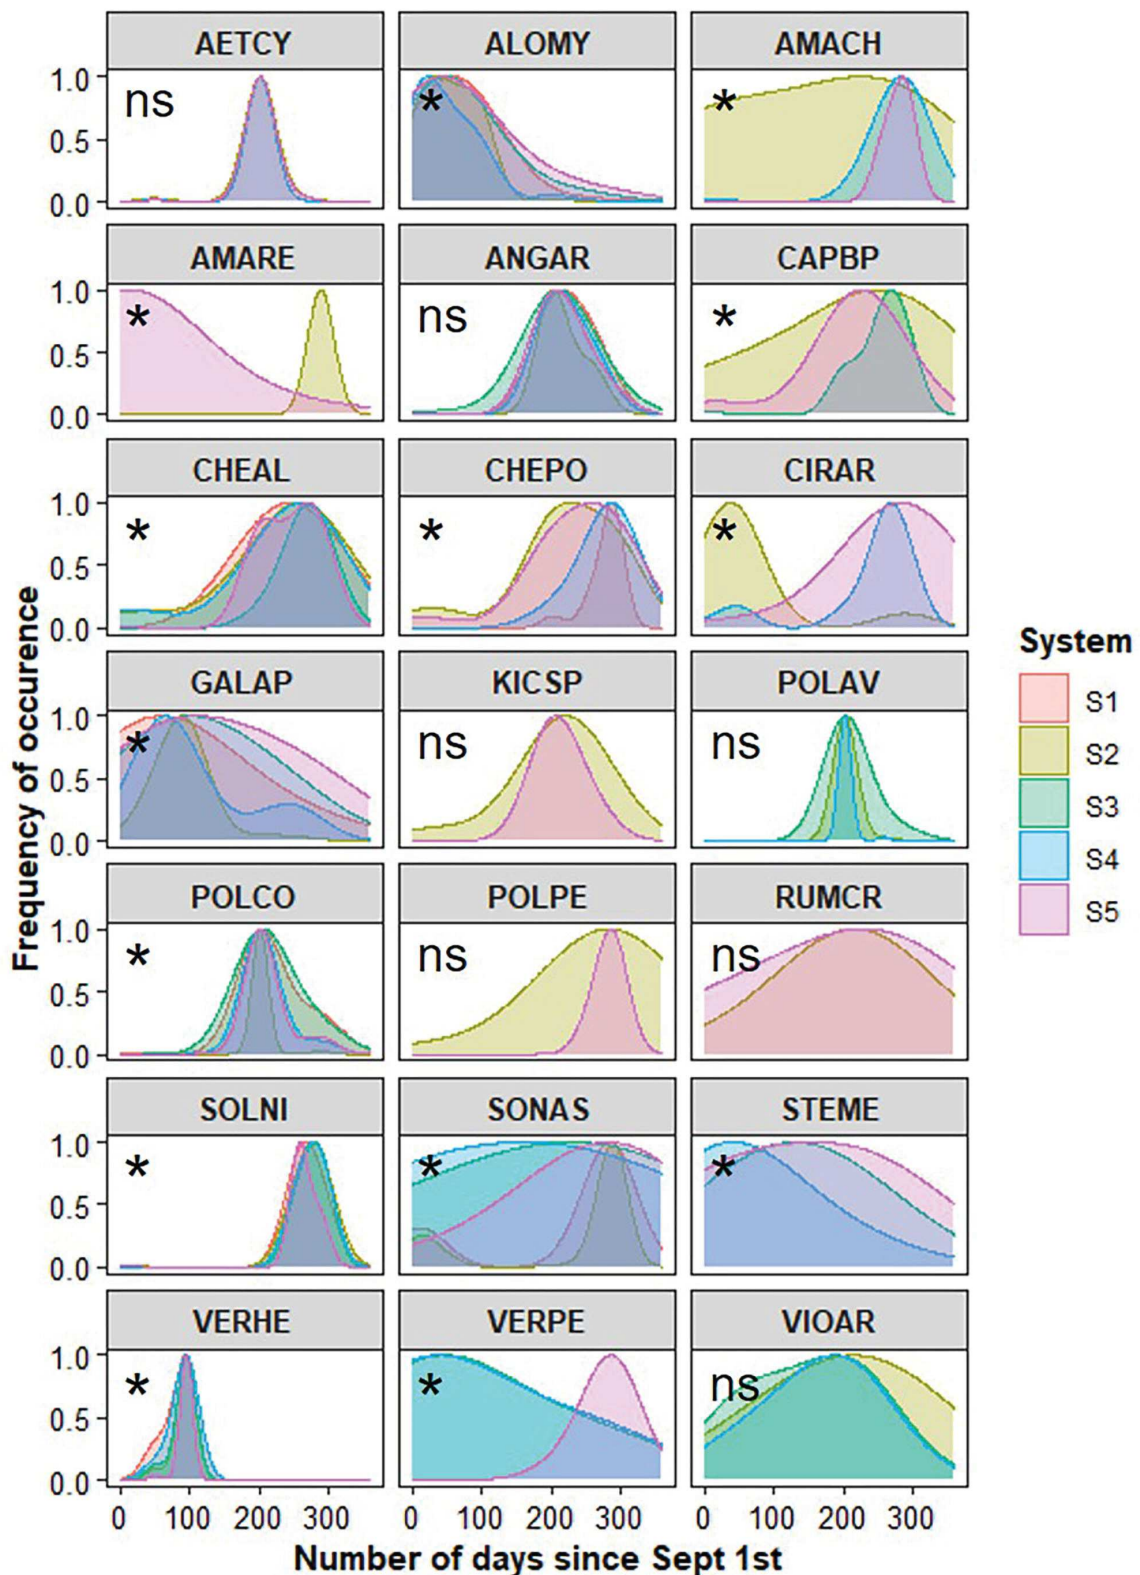 AETCY ALOMY AMACH
1.0 ns * *
0.5
0.0
AMARE ANGAR CAPBP
1.0 * ns *
0.5
0.0
CHEAL CHEPO CIRAR
1.0 * * *
0.5
0.0
GALAP KICSP POLAV
1.0 * ns ns
0.5
0.0
POLCO POLPE RUMCR
1.0 * ns ns
0.5
0.0
SOLNI SONAS STEME
1.0 * * *
0.5
0.0
VERHE VERPE VIOAR
1.0 * * ns
0.5
0.0
0 100 200 300 0 100 200 300 0 100 200 300
Number of days since Sept 1st
Frequency of occurence
System
S1
S2
S3
S4
S5